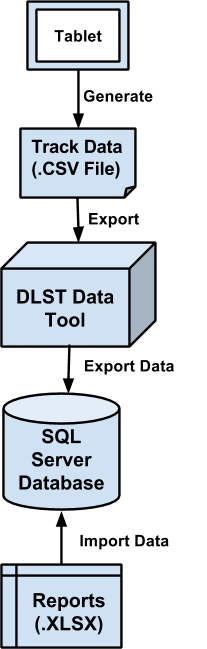 Tablet
Generate
Track Data
(.CSV File)
Export
DLST Data
Tool
Export Data
SQL
Server
Database
Import Data
Reports
(.XLSX)